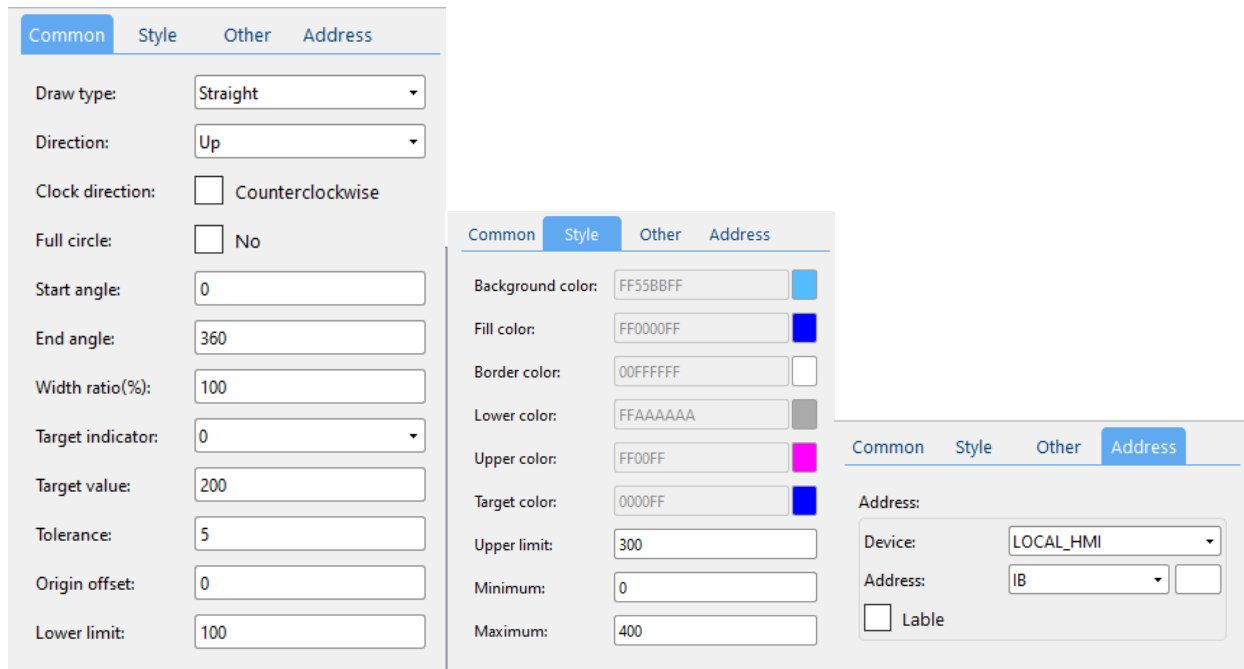 Common Style Other Address
Draw type: Straight
Direction: Up
Clock direction: Counterclockwise
Full circle: No
Start angle: 0
End angle: 360
Width ratio(%): 100
Target indicator: 0
Target value: 200
Tolerance: 5
Origin offset: 0
Lower limit: 100
Common Style Other Address
Background color: FF55BBFF
Fill color: FF0000FF
Border color: 00FFFFFF
Lower color: FFAAAAAA
Upper color: FF00FF
Target color: 0000FF
Upper limit: 300
Minimum: 0
Maximum: 400
Common Style Other Address
Address:
Device: LOCAL_HMI
Address: IB
Lable